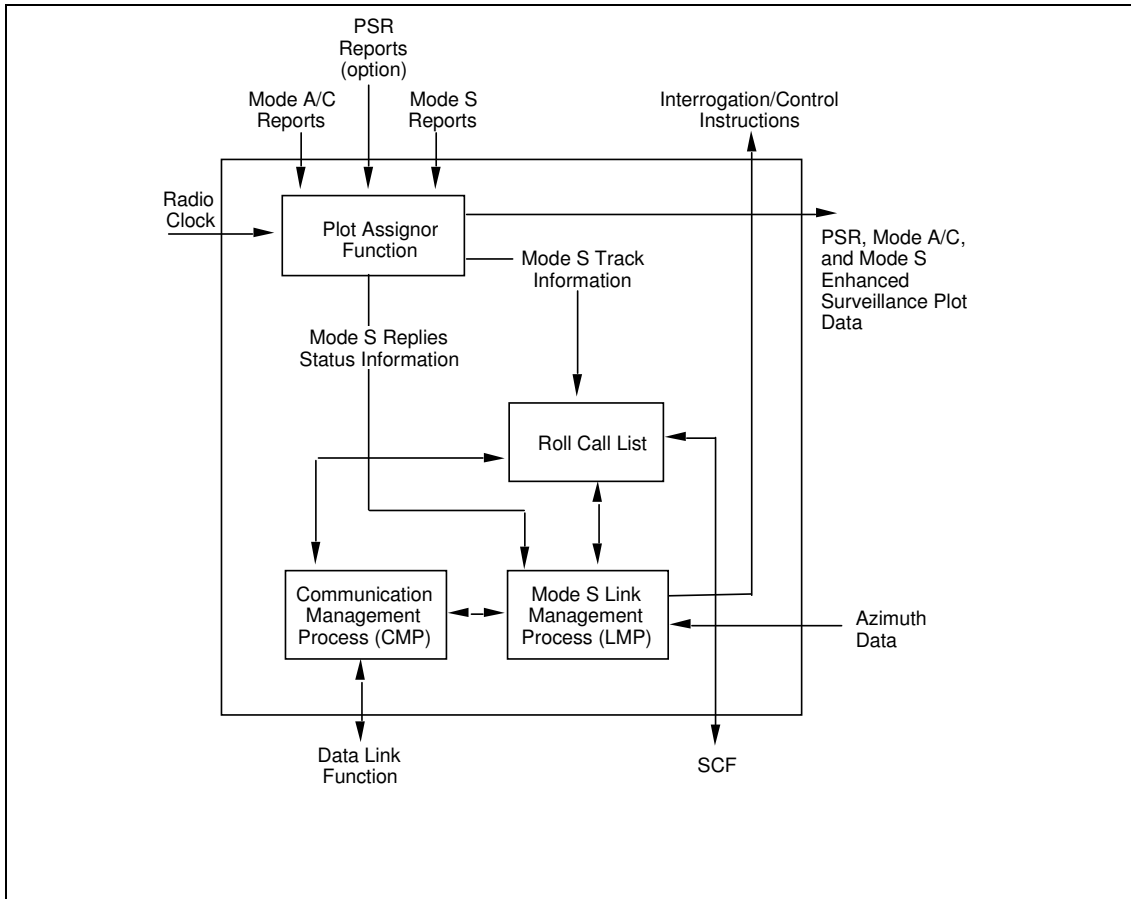 PSR
Reports
(option)
Mode A/C
Reports
Mode S
Reports
Interrogation/Control
Instructions
Radio
Clock
Plot Assignor
Function
PSR, Mode A/C,
and Mode S
Enhanced
Surveillance Plot
Data
Mode S Track
Information
Mode S Replies
Status Information
Roll Call List
Communication
Management
Process (CMP)
Mode S Link
Management
Process (LMP)
Azimuth
Data
Data Link
Function
SCF